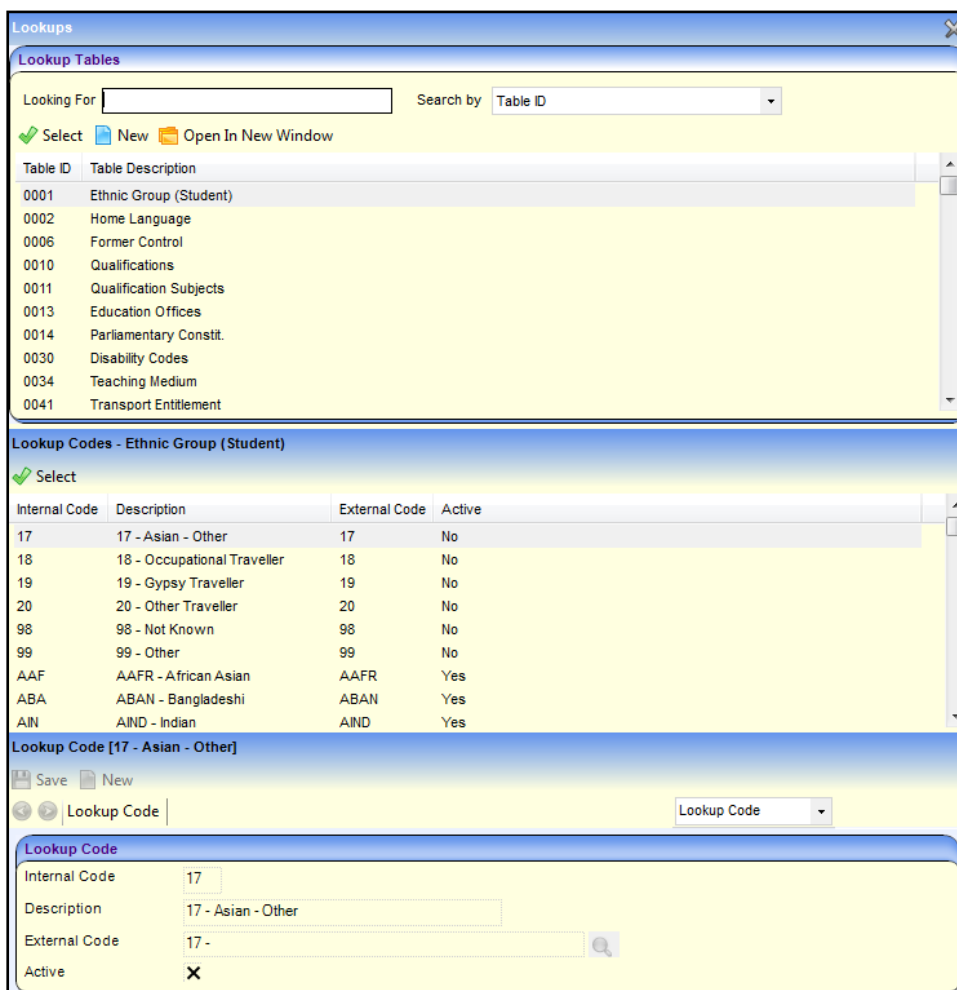 Lookups
Lookup Tables
Looking For Search by Table ID
Select New Open In New Window
Table ID Table Description
0001 Ethnic Group (Student)
0002 Home Language
0006 Former Control
0010 Qualifications
0011 Qualification Subjects
0013 Education Offices
0014 Parliamentary Constit.
0030 Disability Codes
0034 Teaching Medium
0041 Transport Entitlement
Lookup Codes - Ethnic Group (Student)
Select
Internal Code Description External Code Active
17 17 - Asian - Other 17 No
18 18 - Occupational Traveller 18 No
19 19 - Gypsy Traveller 19 No
20 20 - Other Traveller 20 No
98 98 - Not Known 98 No
99 99 - Other 99 No
AAF AAFR - African Asian AAFR Yes
ABA ABAN - Bangladeshi ABAN Yes
AIN AIND - Indian AIND Yes
Lookup Code [17 - Asian - Other]
Save New
Lookup Code Lookup Code
Lookup Code
Internal Code 17
Description 17 - Asian - Other
External Code 17 -
Active